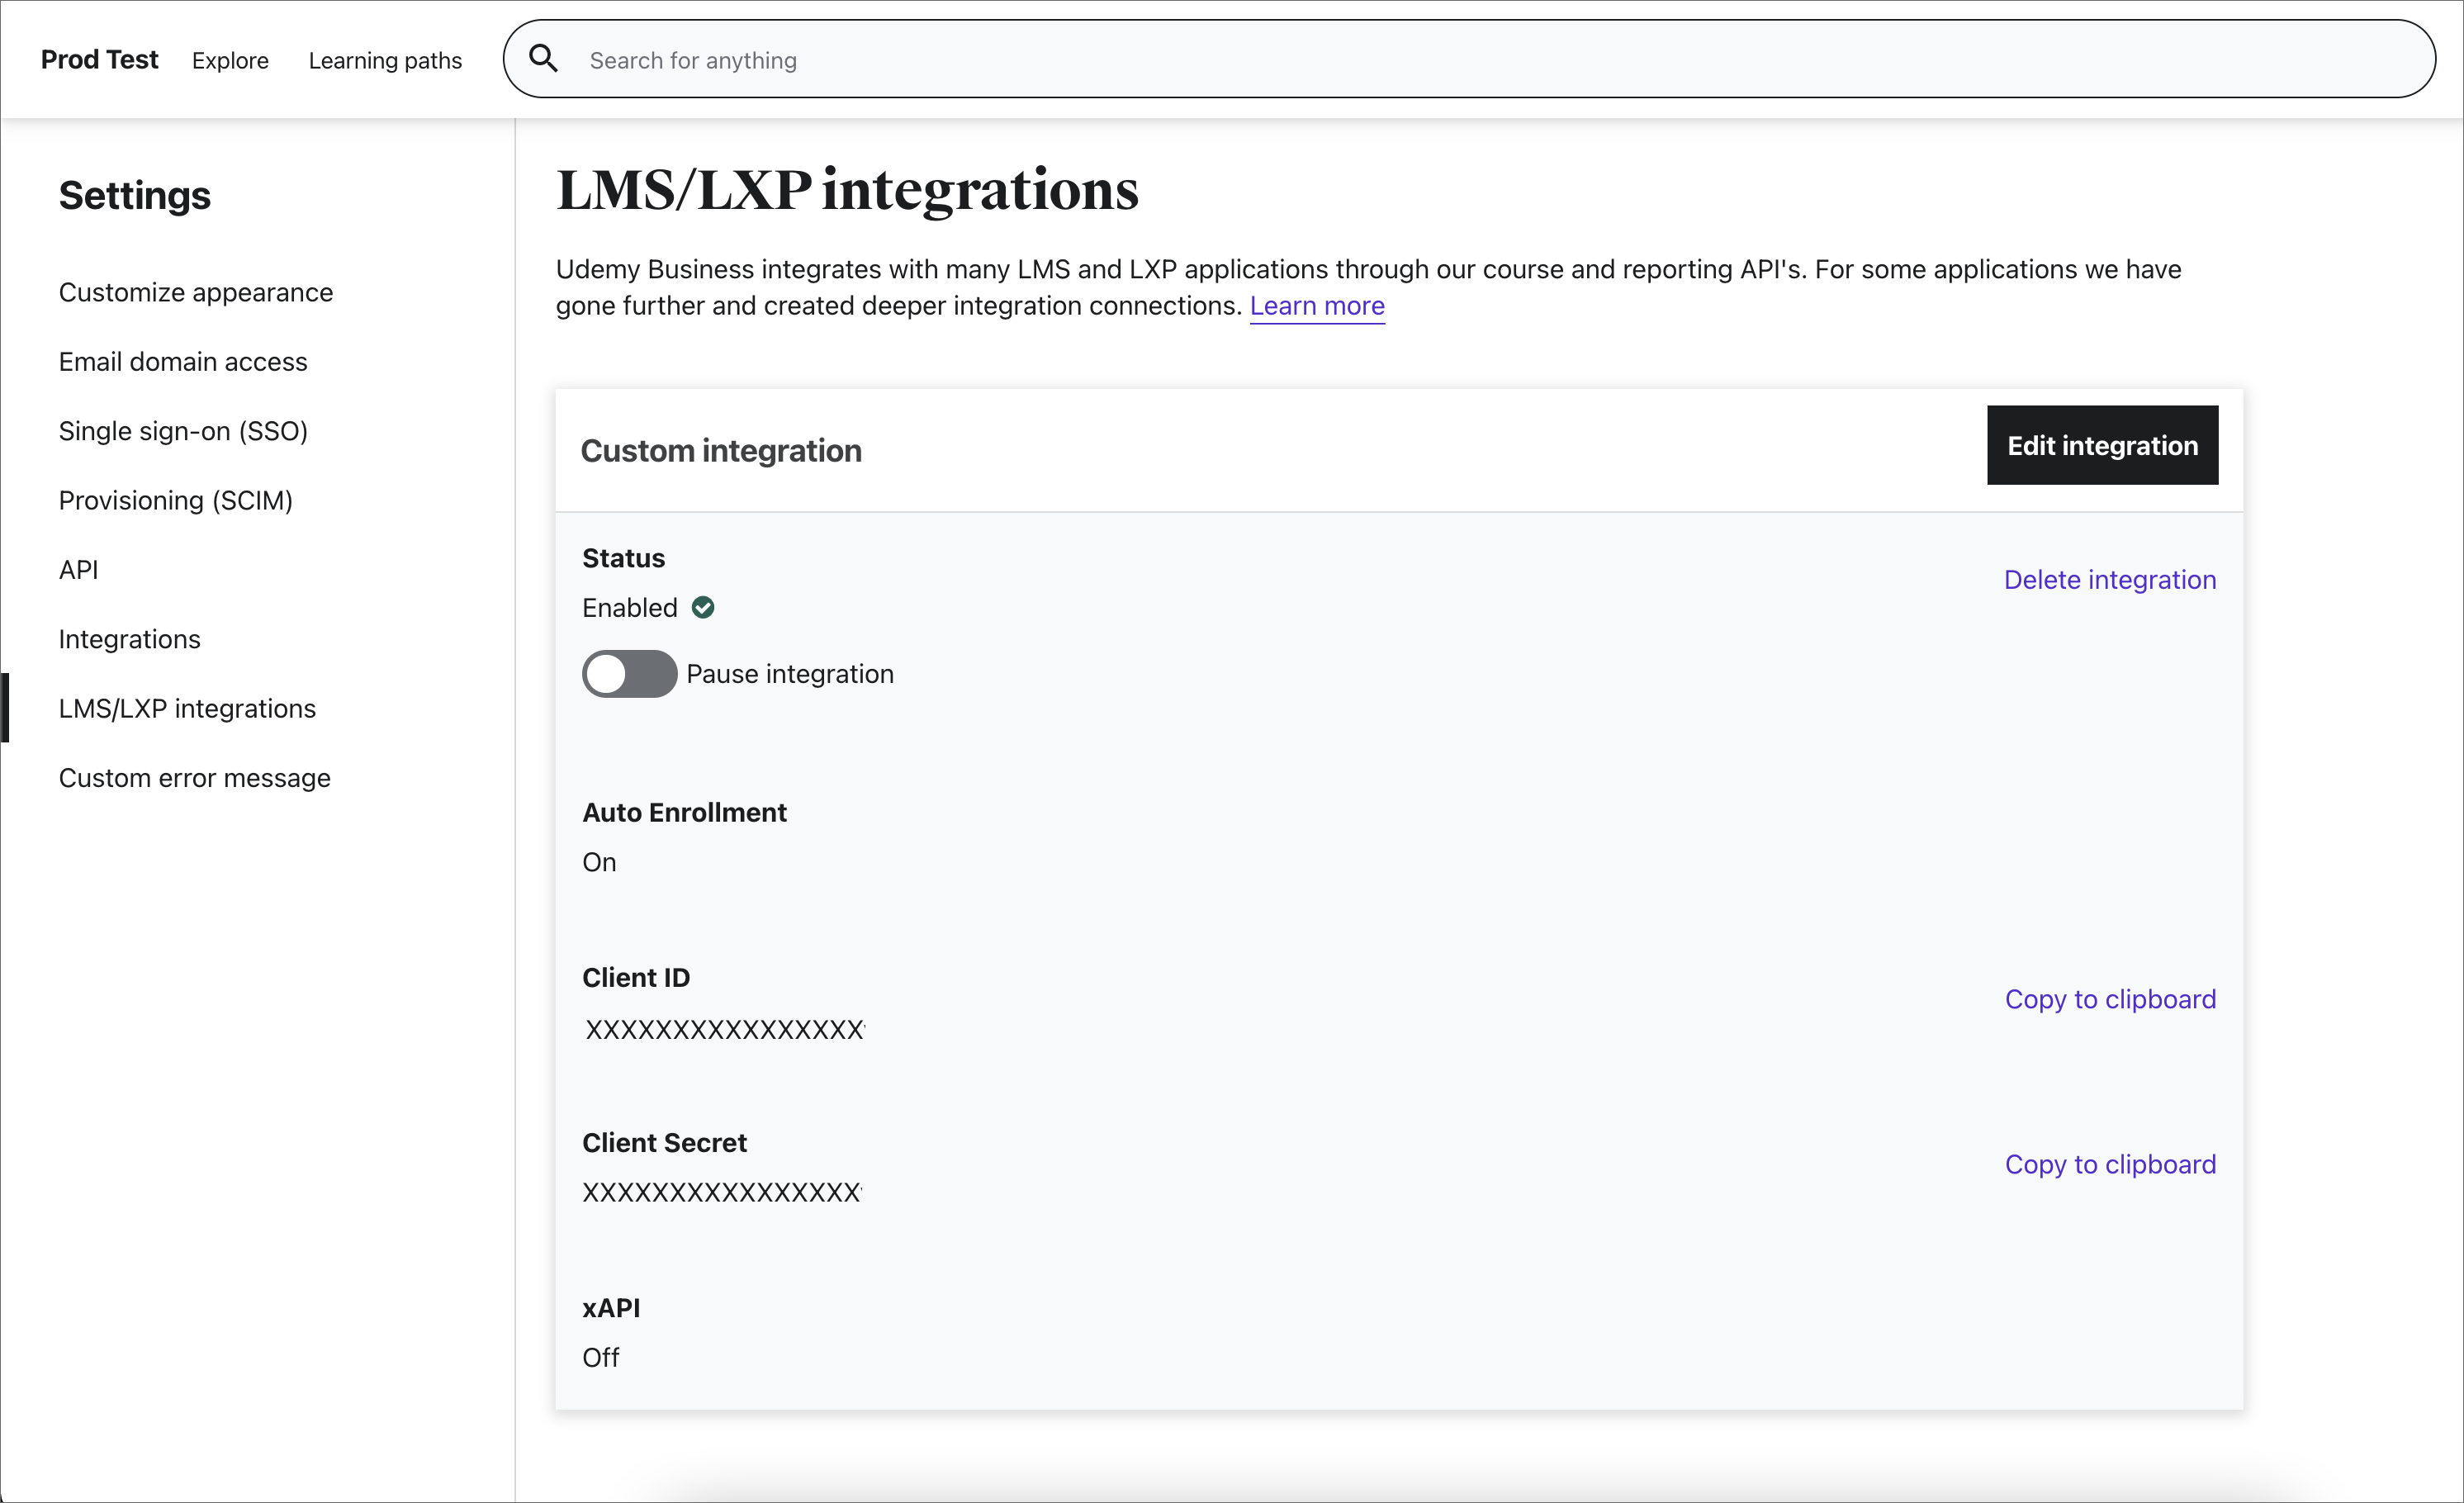 Prod Test
Explore
Learning paths
Search for anything
Settings
Customize appearance
Email domain access
Single sign-on (SSO)
Provisioning (SCIM)
API
Integrations
LMS/LXP integrations
Custom error message
LMS/LXP integrations
Udemy Business integrates with many LMS and LXP applications through our course and reporting API's. For some applications we have
gone further and created deeper integration connections. Learn more
Custom integration
Edit integration
Status
Delete integration
Enabled
Pause integration
Auto Enrollment
On
Client ID
Copy to clipboard
XXXXXXXXXXXXXXXX
Client Secret
Copy to clipboard
XXXXXXXXXXXXXXXX
xAPI
Off